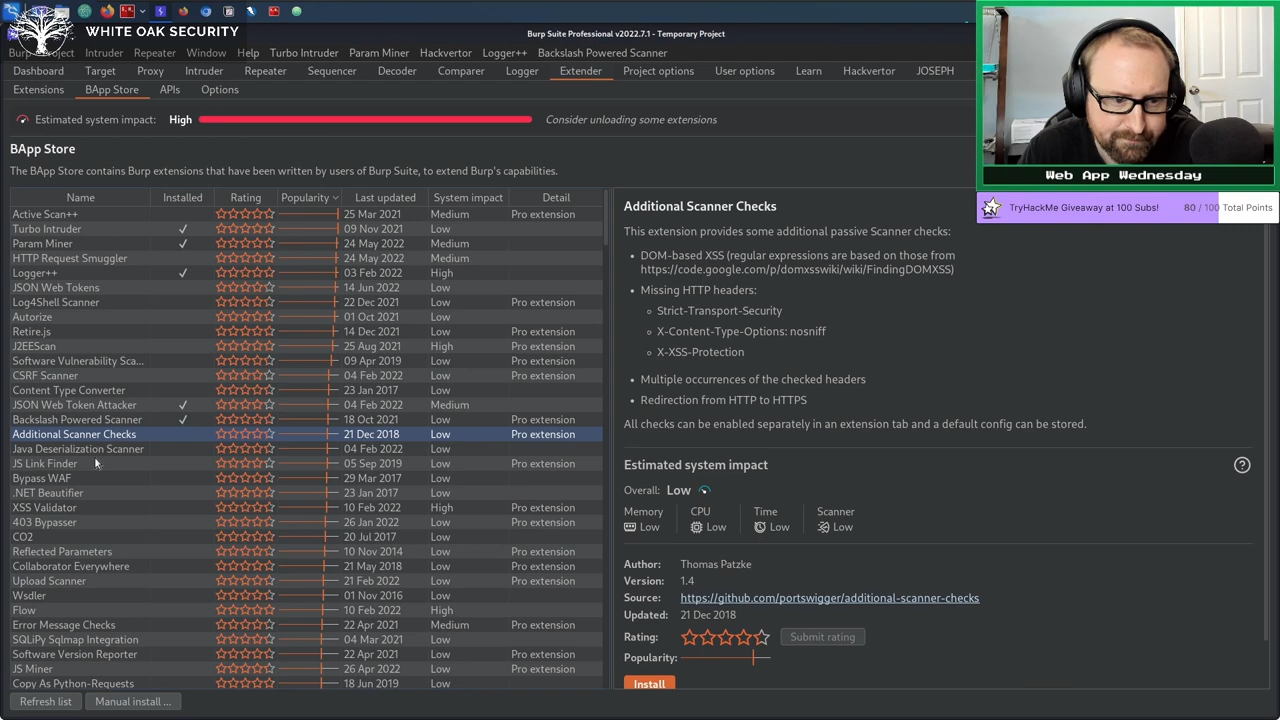 WHITE OAK SECURITY
Burp Suite Professional v2022.7.1 - Temporary Project
Burp Project Intruder Repeater Window Help Turbo Intruder Param Miner Hackvertor Logger++ Backslash Powered Scanner
Dashboard Target Proxy Intruder Repeater Sequencer Decoder Comparer Logger Extender Project options User options Learn Hackvertor JOSEPH
Extensions BApp Store APIs Options
Estimated system impact: High Consider unloading some extensions
BApp Store
The BApp Store contains Burp extensions that have been written by users of Burp Suite, to extend Burp's capabilities.
Name Installed Rating Popularity Last updated System impact Detail
Active Scan++ 25 Mar 2021 Medium Pro extension
Turbo Intruder ✓ 09 Nov 2021 Low
Param Miner ✓ 24 May 2022 Medium
HTTP Request Smuggler 24 May 2022 Medium
Logger++ ✓ 03 Feb 2022 High
JSON Web Tokens 14 Jun 2022 Low
Log4Shell Scanner 22 Dec 2021 Low Pro extension
Autorize 01 Oct 2021 Low
Retire.js 14 Dec 2021 Low Pro extension
J2EEScan 25 Aug 2021 High Pro extension
Software Vulnerability Sca... 09 Apr 2019 Low Pro extension
CSRF Scanner 04 Feb 2022 Low Pro extension
Content Type Converter 23 Jan 2017 Low
JSON Web Token Attacker ✓ 04 Feb 2022 Medium
Backslash Powered Scanner ✓ 18 Oct 2021 Low Pro extension
Additional Scanner Checks 21 Dec 2018 Low Pro extension
Java Deserialization Scanner 04 Feb 2022 Low Pro extension
JS Link Finder 05 Sep 2019 Low Pro extension
Bypass WAF 29 Mar 2017 Low
.NET Beautifier 23 Jan 2017 Low
XSS Validator 10 Feb 2022 High Pro extension
403 Bypasser 26 Jan 2022 Low Pro extension
CO2 20 Jul 2017 Low
Reflected Parameters 10 Nov 2014 Low Pro extension
Collaborator Everywhere 21 May 2018 Low Pro extension
Upload Scanner 21 Feb 2022 Low Pro extension
Wsdler 01 Nov 2016 Low
Flow 10 Feb 2022 High
Error Message Checks 22 Apr 2021 Medium Pro extension
SQLiPy Sqlmap Integration 04 Mar 2021 Low
Software Version Reporter 22 Apr 2021 Low Pro extension
JS Miner 26 Apr 2022 Low Pro extension
Copy As Python-Requests 18 Jun 2019 Low
Refresh list Manual install ...
Additional Scanner Checks
This extension provides some additional passive Scanner checks:
• DOM-based XSS (regular expressions are based on those from
https://code.google.com/p/domxsswiki/wiki/FindingDOMXSS)
• Missing HTTP headers:
Strict-Transport-Security
X-Content-Type-Options: nosniff
X-XSS-Protection
• Multiple occurrences of the checked headers
• Redirection from HTTP to HTTPS
All checks can be enabled separately in an extension tab and a default config can be stored.
Estimated system impact ?
Overall: Low
Memory CPU Time Scanner
Low Low Low Low
Author: Thomas Patzke
Version: 1.4
Source: https://github.com/portswigger/additional-scanner-checks
Updated: 21 Dec 2018
Rating: Submit rating
Popularity:
Install
Web App Wednesday
TryHackMe Giveaway at 100 Subs! 80 / 100 Total Points